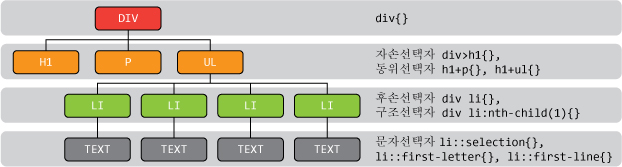 DIV
div{}
H1 P UL
자손선택자 div>h1{},
동위선택자 h1+p{}, h1+ul{}
LI LI LI LI
후손선택자 div li{},
구조선택자 div li:nth-child(1){}
TEXT TEXT TEXT TEXT
문자선택자 li::selection{},
li::first-letter{}, li::first-line{}